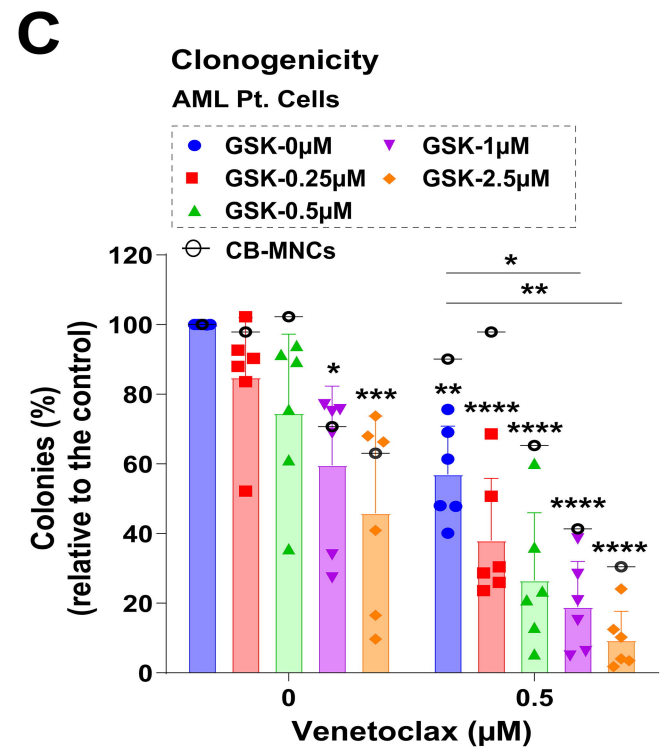 C
Clonogenicity
AML Pt. Cells
GSK-0µM GSK-1µM
GSK-0.25µM GSK-2.5µM
GSK-0.5µM
CB-MNCs
120
100
80
60
40
20
0
Colonies (%)
(relative to the control)
*
**
*
***
**
****
****
****
****
0 0.5
Venetoclax (µM)